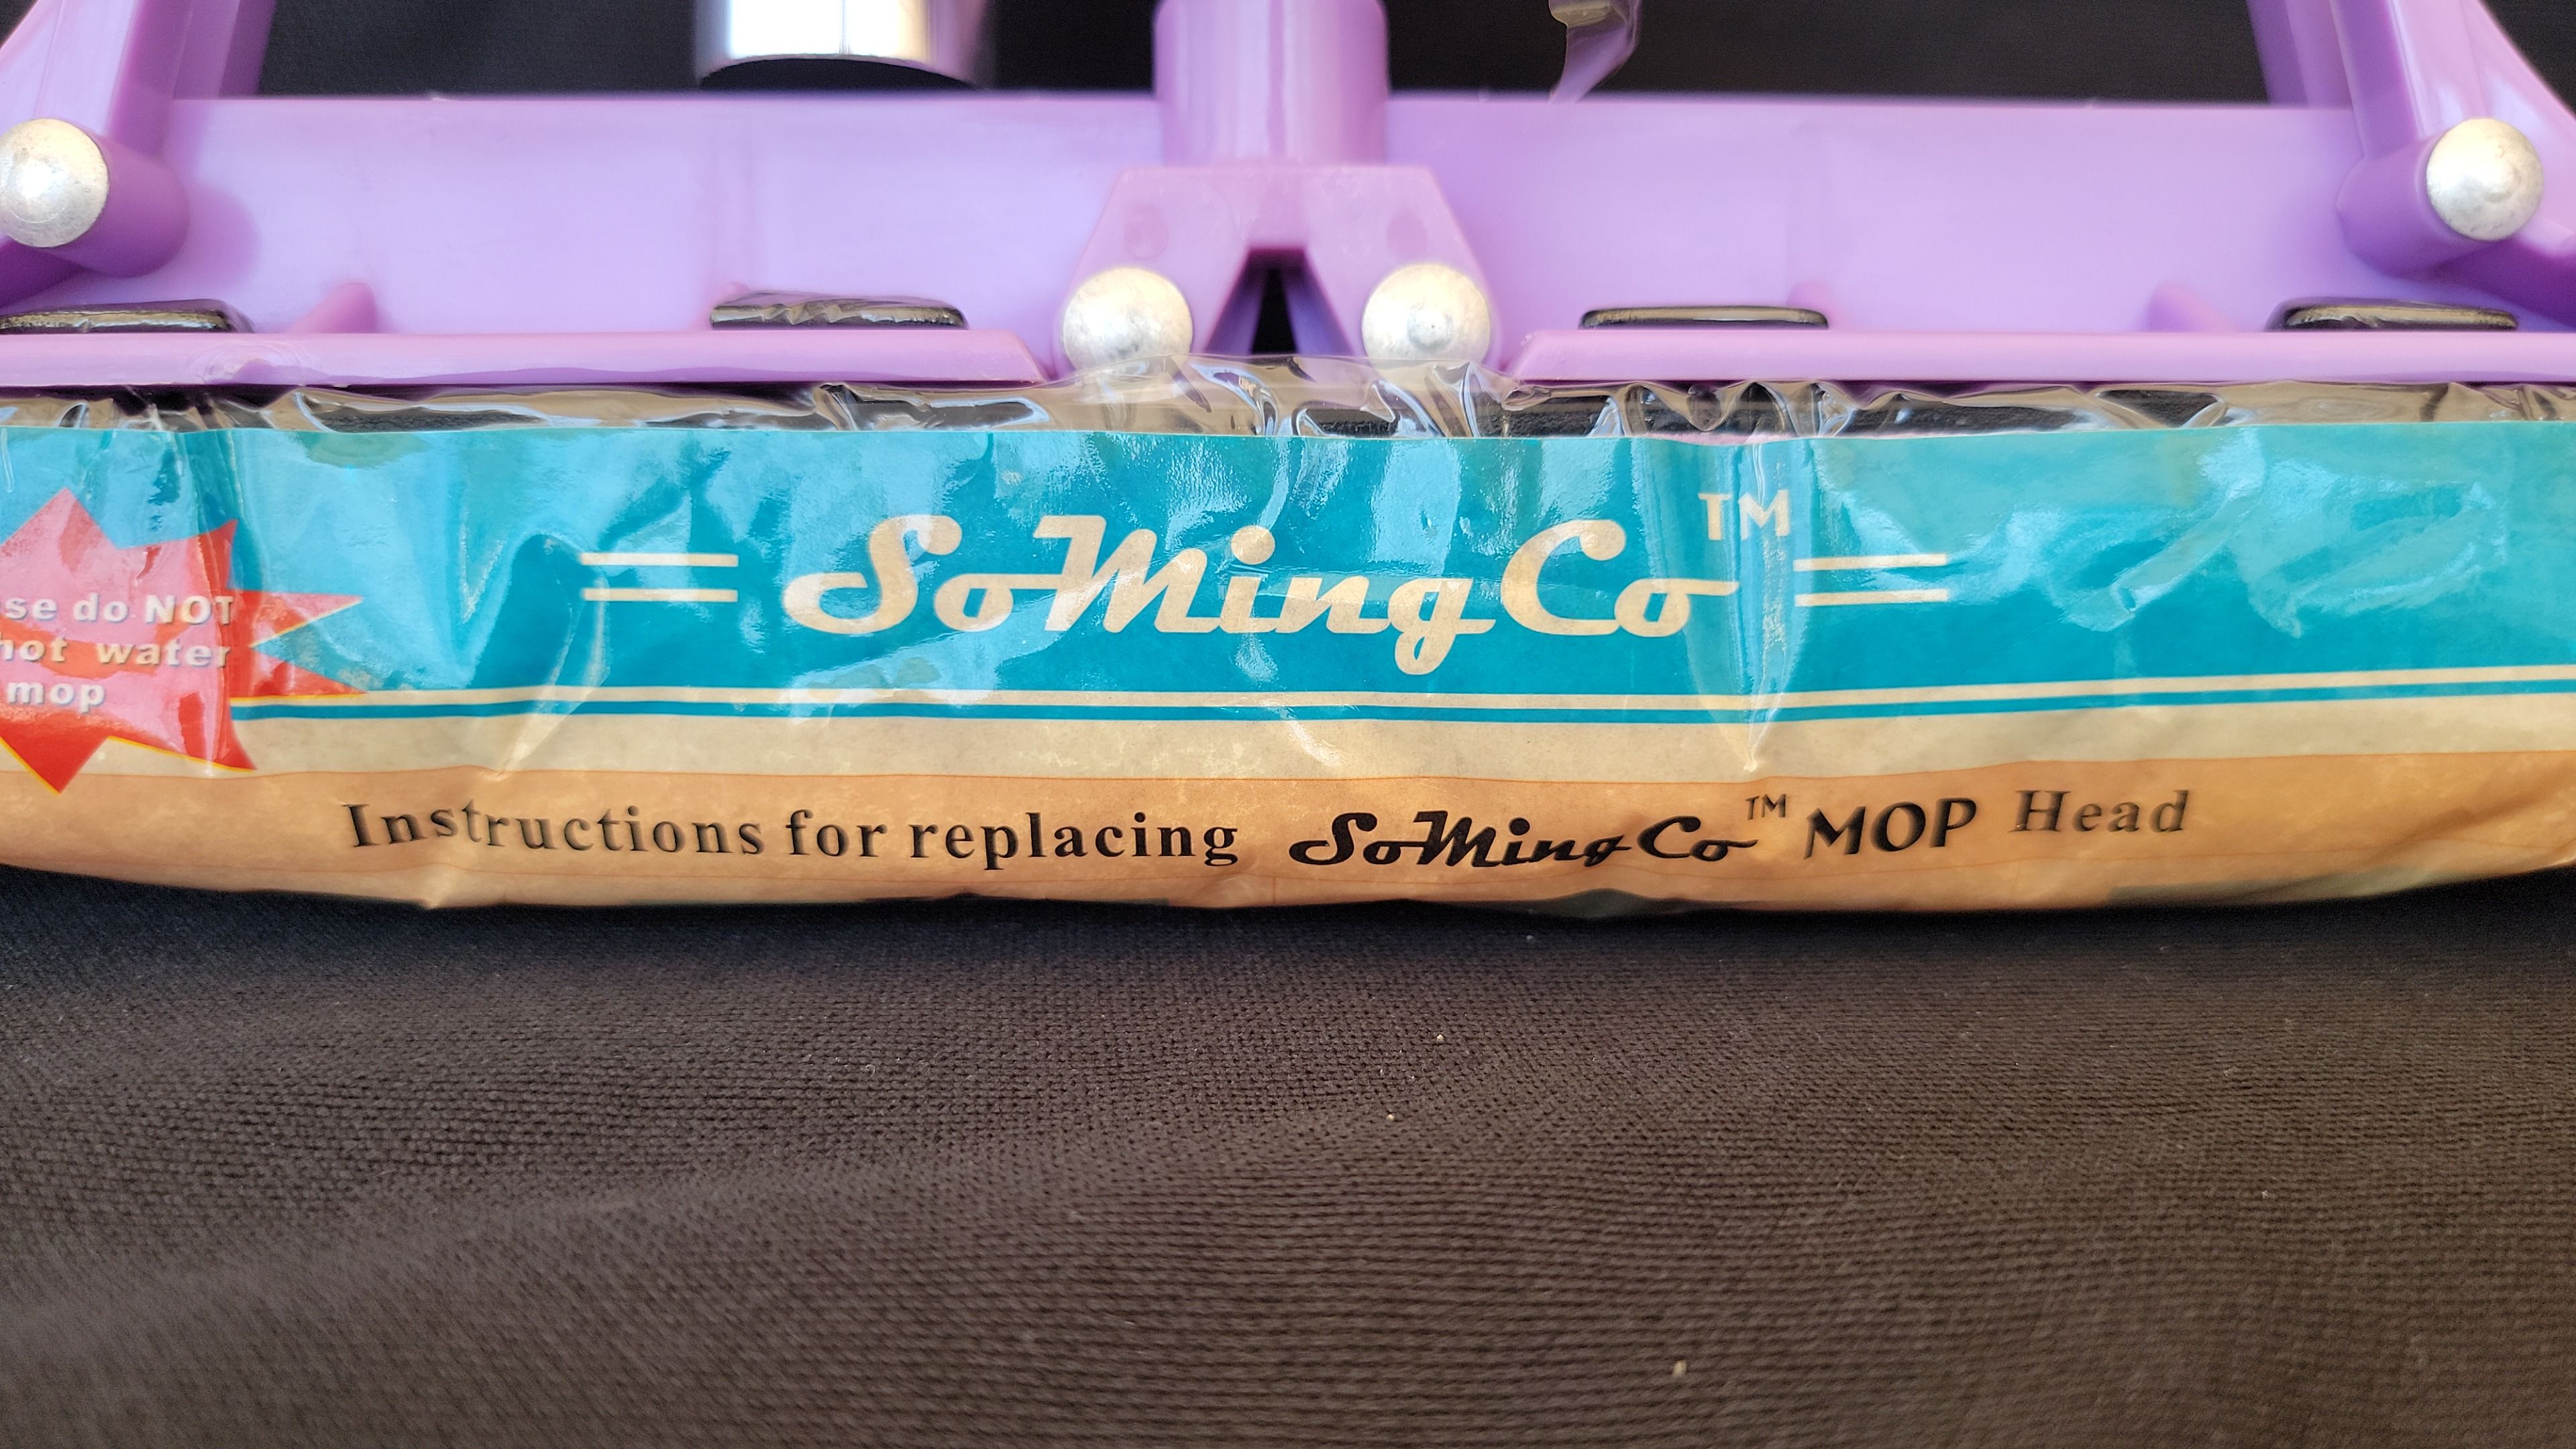 SoMingCo™
se do NOT
hot water
mop
Instructions for replacing SoMingCo™ MOP Head